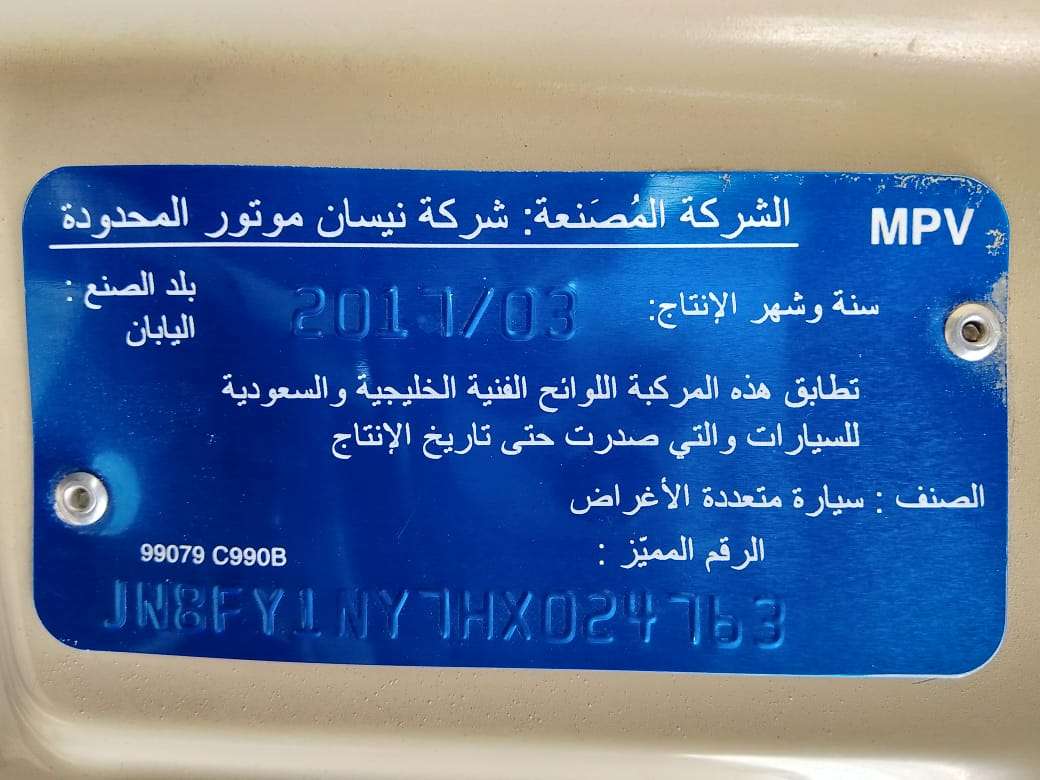 MPV
الشركة المُصَنعة: شركة نيسان موتور المحدودة
سنة وشهر الإنتاج: 2017/03
بلد الصنع :
اليابان
تطابق هذه المركبة اللوائح الفنية الخليجية والسعودية
للسيارات والتي صدرت حتى تاريخ الإنتاج
الصنف : سيارة متعددة الأغراض
الرقم المميّز :
99079 C990B
JN8FY1NY7HX024763